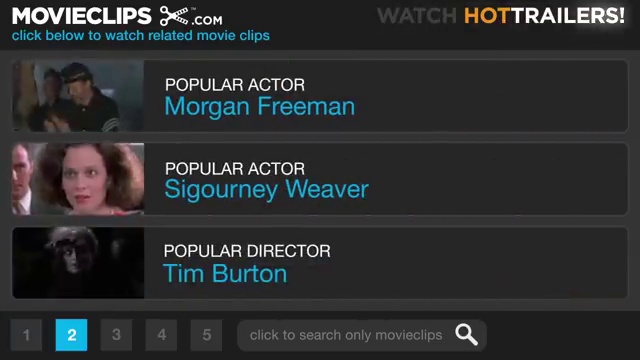 MOVIECLIPS .COM
WATCH HOTTRAILERS!
click below to watch related movie clips
POPULAR ACTOR
Morgan Freeman
POPULAR ACTOR
Sigourney Weaver
POPULAR DIRECTOR
Tim Burton
1 2 3 4 5 click to search only movieclips